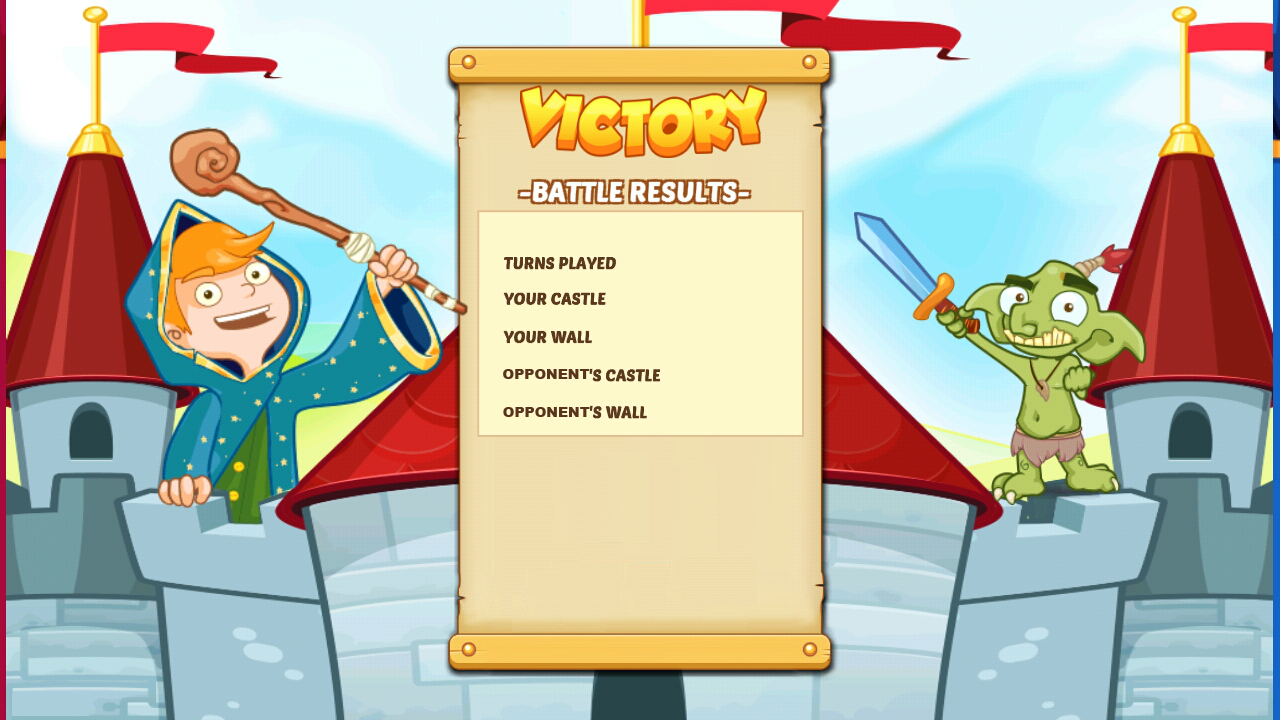 VICTORY
-BATTLE RESULTS-
TURNS PLAYED
YOUR CASTLE
YOUR WALL
OPPONENT'S CASTLE
OPPONENT'S WALL